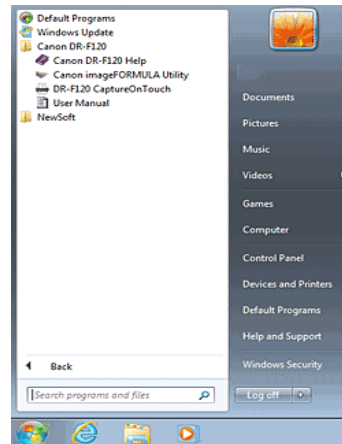 Default Programs
Windows Update
Canon DR-F120
Canon DR-F120 Help
Canon imageFORMULA Utility
DR-F120 CaptureOnTouch
User Manual
NewSoft
Back
Search programs and files
Documents
Pictures
Music
Videos
Games
Computer
Control Panel
Devices and Printers
Default Programs
Help and Support
Windows Security
Log off